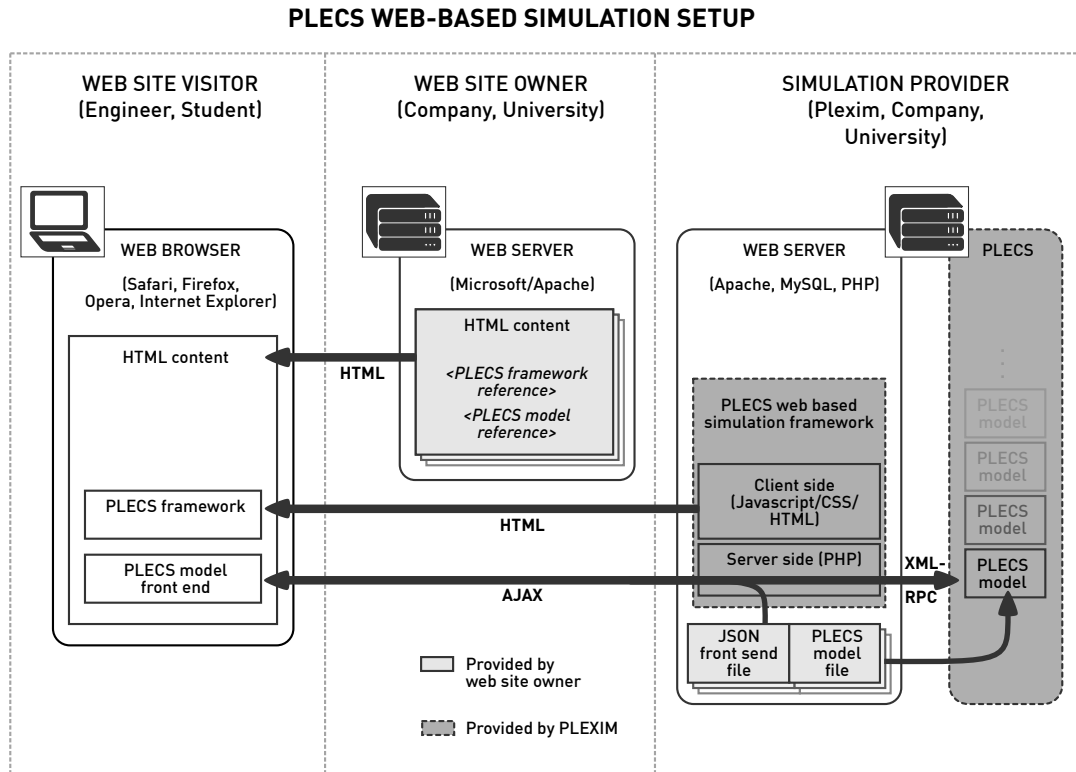 PLECS WEB-BASED SIMULATION SETUP
WEB SITE VISITOR
(Engineer, Student)
WEB SITE OWNER
(Company, University)
SIMULATION PROVIDER
(Plexim, Company,
University)
WEB BROWSER
(Safari, Firefox,
Opera, Internet Explorer)
HTML content
PLECS framework
PLECS model
front end
WEB SERVER
(Microsoft/Apache)
HTML content
<PLECS framework
reference>
<PLECS model
reference>
HTML
HTML
AJAX
WEB SERVER
(Apache, MySQL, PHP)
PLECS web based
simulation framework
Client side
(Javascript/CSS/
HTML)
Server side (PHP)
XML-
RPC
JSON
front send
file
PLECS
model
file
PLECS
PLECS
model
PLECS
model
PLECS
model
PLECS
model
Provided by
web site owner
Provided by PLEXIM